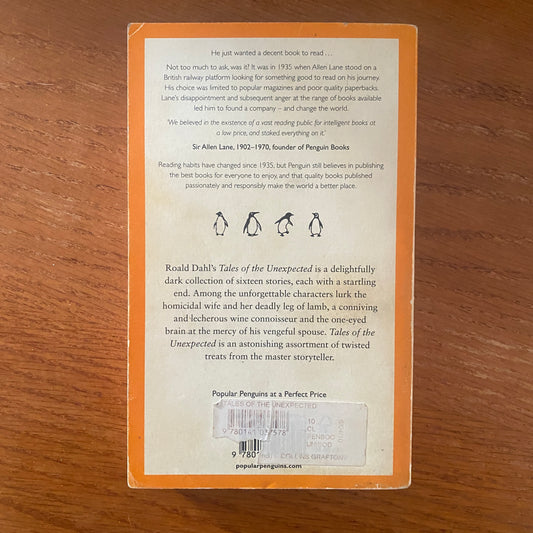 He just wanted a decent book to read ...
Not too much to ask, was it? It was in 1935 when Allen Lane stood on a
British railway platform looking for something good to read on his journey.
His choice was limited to popular magazines and poor quality paperbacks.
Lane's disappointment and subsequent anger at the range of books available
led him to found a company – and change the world.
'We believed in the existence of a vast reading public for intelligent books at
a low price, and staked everything on it.'
Sir Allen Lane, 1902–1970, founder of Penguin Books
Reading habits have changed since 1935, but Penguin still believes in publishing
the best books for everyone to enjoy, and that quality books published
passionately and responsibly make the world a better place.
Roald Dahl's Tales of the Unexpected is a delightfully
dark collection of sixteen stories, each with a startling
end. Among the unforgettable characters lurk the
homicidal wife and her deadly leg of lamb, a conniving
and lecherous wine connoisseur and the one-eyed
brain at the mercy of his vengeful spouse. Tales of the
Unexpected is an astonishing assortment of twisted
treats from the master storyteller.
Popular Penguins at a Perfect Price
TALES OF THE UNEXPECTED
10
CL
PENBOO
9 780141 037578
9 780
COLLINS GRAFTON
popularpenguins.com